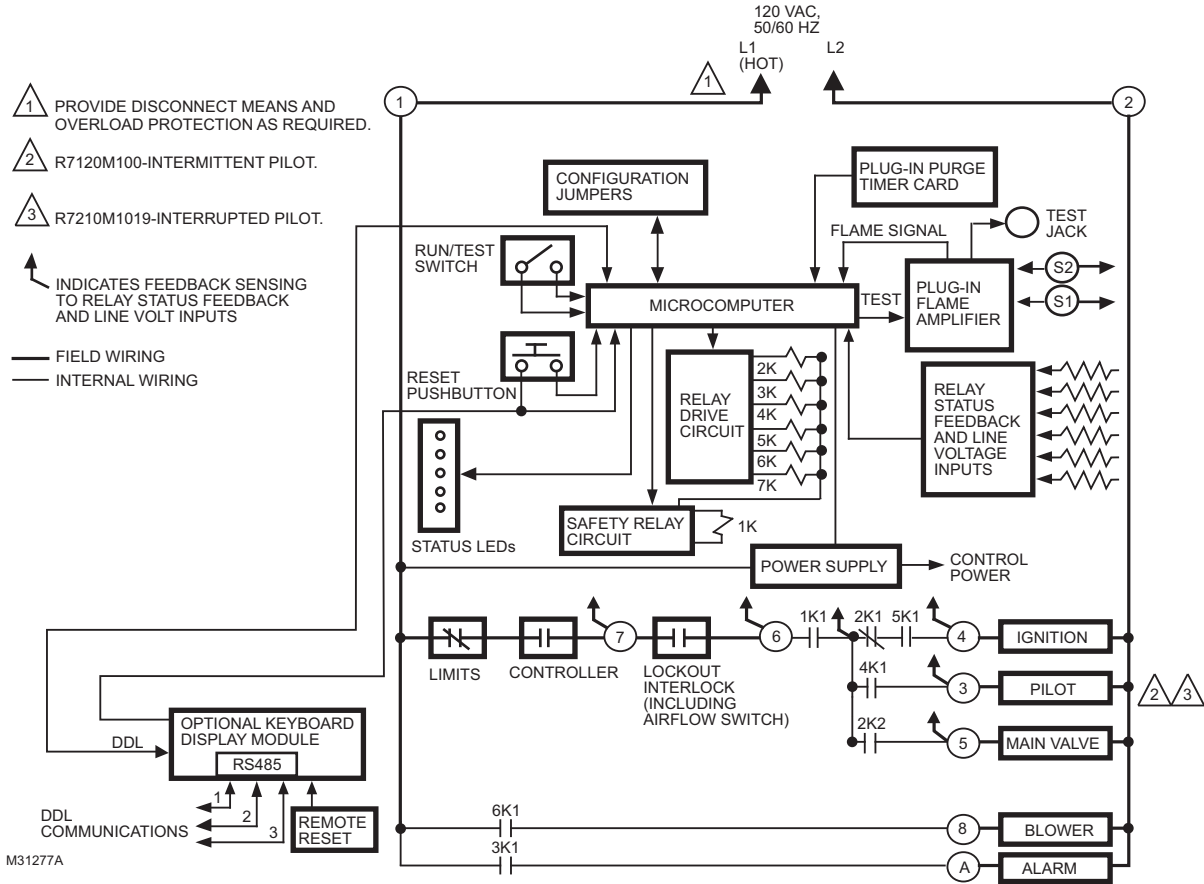 120 VAC,
50/60 HZ
L1
(HOT)
L2
1
1
2
1 PROVIDE DISCONNECT MEANS AND
OVERLOAD PROTECTION AS REQUIRED.
2 R7120M100-INTERMITTENT PILOT.
3 R7210M1019-INTERRUPTED PILOT.
INDICATES FEEDBACK SENSING
TO RELAY STATUS FEEDBACK
AND LINE VOLT INPUTS
FIELD WIRING
INTERNAL WIRING
CONFIGURATION
JUMPERS
PLUG-IN PURGE
TIMER CARD
RUN/TEST
SWITCH
FLAME SIGNAL
TEST
JACK
MICROCOMPUTER
TEST
PLUG-IN
FLAME
AMPLIFIER
S2
S1
RESET
PUSHBUTTON
RELAY
DRIVE
CIRCUIT
2K
3K
4K
5K
6K
7K
RELAY
STATUS
FEEDBACK
AND LINE
VOLTAGE
INPUTS
STATUS LEDs
SAFETY RELAY
CIRCUIT
1K
POWER SUPPLY
CONTROL
POWER
LIMITS
CONTROLLER
7
LOCKOUT
INTERLOCK
(INCLUDING
AIRFLOW SWITCH)
6
1K1
2K1
5K1
4
IGNITION
4K1
3
PILOT
2
3
2K2
5
MAIN VALVE
DDL
OPTIONAL KEYBOARD
DISPLAY MODULE
RS485
1
2
3
DDL
COMMUNICATIONS
REMOTE
RESET
6K1
8
BLOWER
3K1
A
ALARM
M31277A